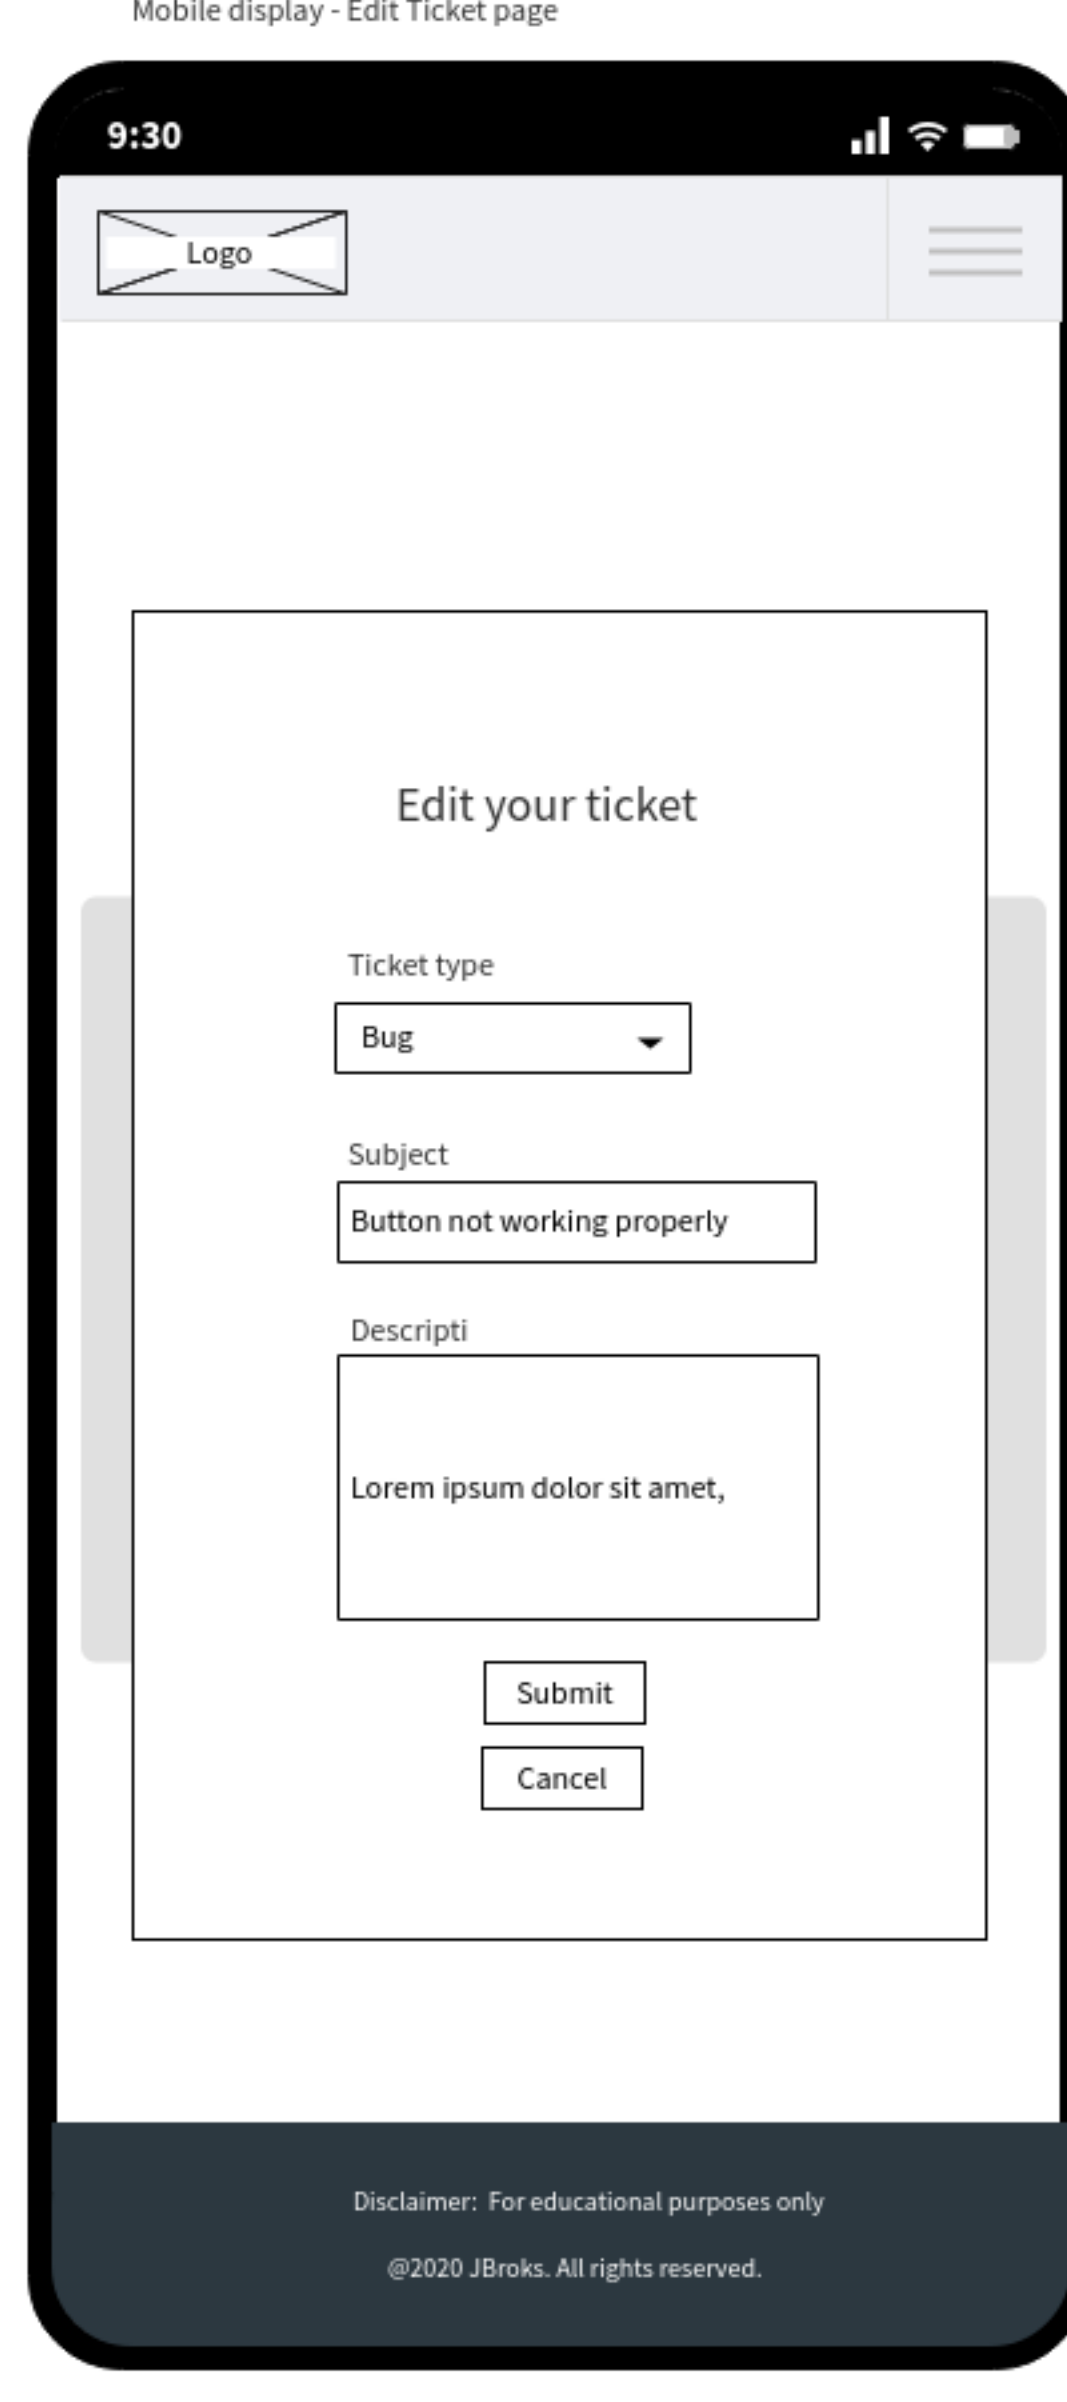 Mobile display - Edit Ticket page
9:30
Logo
Edit your ticket
Ticket type
Bug
Subject
Button not working properly
Descripti
Lorem ipsum dolor sit amet,
Submit
Cancel
Disclaimer:  For educational purposes only
@2020 JBroks. All rights reserved.